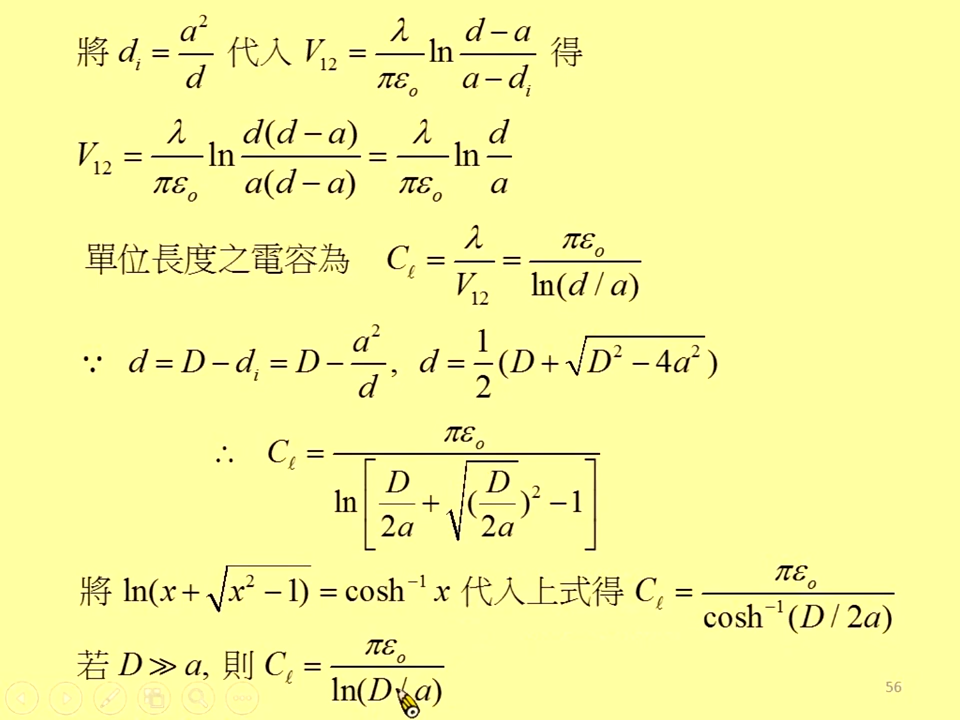 將 d_i = a²/d 代入 V₁₂ = λ/(πε_o) ln (d−a)/(a−d_i) 得
V₁₂ = λ/(πε_o) ln d(d−a)/a(d−a) = λ/(πε_o) ln d/a
單位長度之電容為 C_ℓ = λ/V₁₂ = πε_o/ln(d/a)
∵ d = D − d_i = D − a²/d, d = 1/2 (D + √(D² − 4a²))
∴ C_ℓ = πε_o/ln[D/2a + √((D/2a)² − 1)]
將 ln(x + √(x² − 1)) = cosh⁻¹ x 代入上式得 C_ℓ = πε_o/cosh⁻¹(D/2a)
若 D ≫ a, 則 C_ℓ = πε_o/ln(D/a)
56